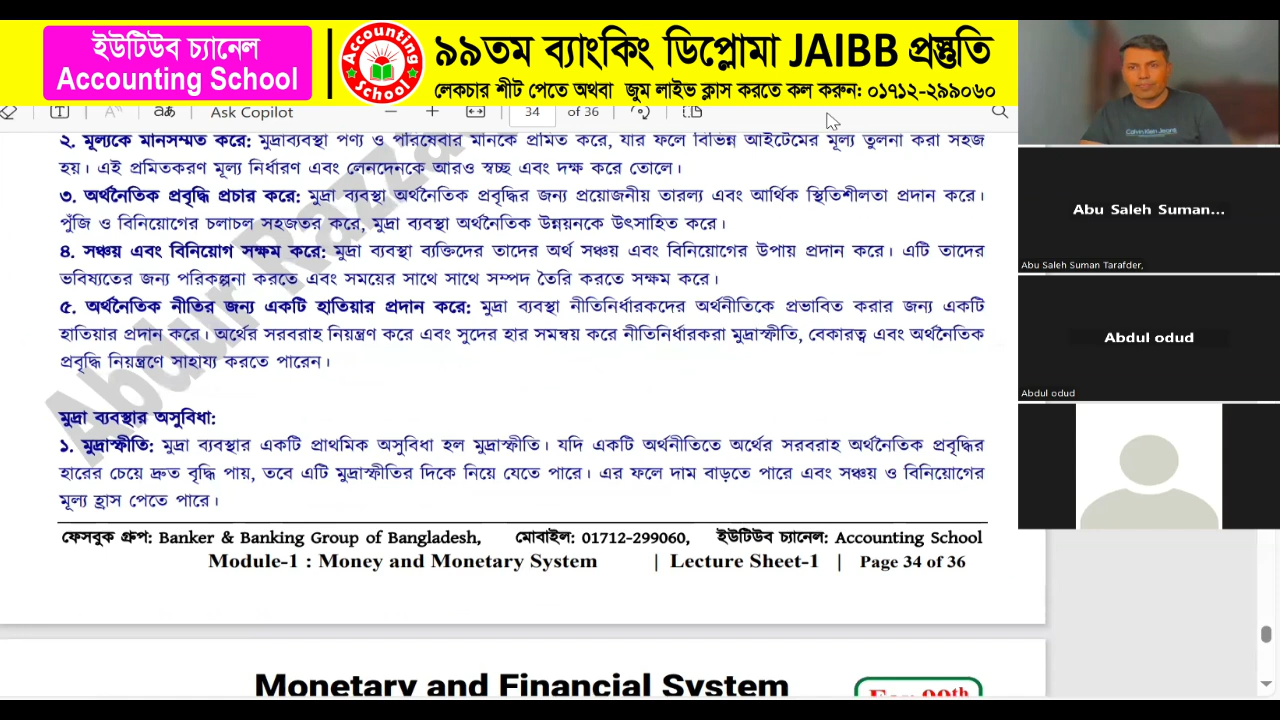 ইউটিউব চ্যানেল
Accounting School
Accounting School
৯৯তম ব্যাংকিং ডিপ্লোমা JAIBB প্রস্তুতি
লেকচার শীট পেতে অথবা জুম লাইভ ক্লাস করতে কল করুন: ০১৭১২-২৯৯০৬০
Ask Copilot
34 of 36
২. মূল্যকে মানসম্মত করে: মুদ্রাব্যবস্থা পণ্য ও পরিষেবার মানকে প্রমিত করে, যার ফলে বিভিন্ন আইটেমের মূল্য তুলনা করা সহজ
হয়। এই প্রমিতকরণ মূল্য নির্ধারণ এবং লেনদেনকে আরও স্বচ্ছ এবং দক্ষ করে তোলে।
৩. অর্থনৈতিক প্রবৃদ্ধি প্রচার করে: মুদ্রা ব্যবস্থা অর্থনৈতিক প্রবৃদ্ধির জন্য প্রয়োজনীয় তারল্য এবং আর্থিক স্থিতিশীলতা প্রদান করে।
পুঁজি ও বিনিয়োগের চলাচল সহজতর করে, মুদ্রা ব্যবস্থা অর্থনৈতিক উন্নয়নকে উৎসাহিত করে।
৪. সঞ্চয় এবং বিনিয়োগ সক্ষম করে: মুদ্রা ব্যবস্থা ব্যক্তিদের তাদের অর্থ সঞ্চয় এবং বিনিয়োগের উপায় প্রদান করে। এটি তাদের
ভবিষ্যতের জন্য পরিকল্পনা করতে এবং সময়ের সাথে সাথে সম্পদ তৈরি করতে সক্ষম করে।
৫. অর্থনৈতিক নীতির জন্য একটি হাতিয়ার প্রদান করে: মুদ্রা ব্যবস্থা নীতিনির্ধারকদের অর্থনীতিকে প্রভাবিত করার জন্য একটি
হাতিয়ার প্রদান করে। অর্থের সরবরাহ নিয়ন্ত্রণ করে এবং সুদের হার সমন্বয় করে নীতিনির্ধারকরা মুদ্রাস্ফীতি, বেকারত্ব এবং অর্থনৈতিক
প্রবৃদ্ধি নিয়ন্ত্রণে সাহায্য করতে পারেন।
মুদ্রা ব্যবস্থার অসুবিধা:
১. মুদ্রাস্ফীতি: মুদ্রা ব্যবস্থার একটি প্রাথমিক অসুবিধা হল মুদ্রাস্ফীতি। যদি একটি অর্থনীতিতে অর্থের সরবরাহ অর্থনৈতিক প্রবৃদ্ধির
হারের চেয়ে দ্রুত বৃদ্ধি পায়, তবে এটি মুদ্রাস্ফীতির দিকে নিয়ে যেতে পারে। এর ফলে দাম বাড়তে পারে এবং সঞ্চয় ও বিনিয়োগের
মূল্য হ্রাস পেতে পারে।
ফেসবুক গ্রুপ: Banker & Banking Group of Bangladesh, মোবাইল: 01712-299060, ইউটিউব চ্যানেল: Accounting School
Module-1 : Money and Monetary System | Lecture Sheet-1 | Page 34 of 36
Monetary and Financial System
For 99th
Abdur Razza
Calvin Klein Jeans
Abu Saleh Suman...
Abu Saleh Suman Tarafder,
Abdul odud
Abdul odud